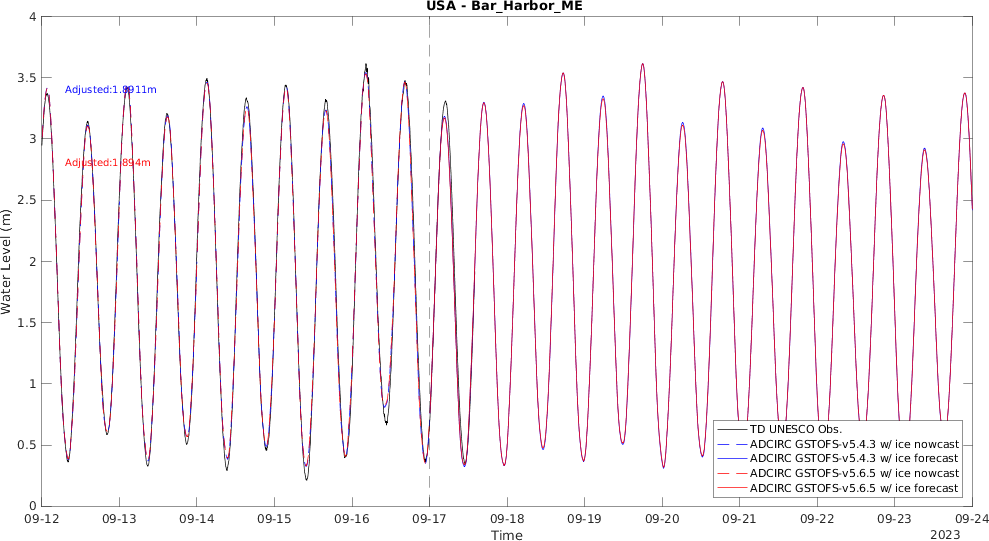 USA - Bar_Harbor_ME
4
3.5
3
2.5
2
1.5
1
0.5
0
Water Level (m)
Adjusted:1.8911m
Adjusted:1.894m
TD UNESCO Obs.
ADCIRC GSTOFS-v5.4.3 w/ ice nowcast
ADCIRC GSTOFS-v5.4.3 w/ ice forecast
ADCIRC GSTOFS-v5.6.5 w/ ice nowcast
ADCIRC GSTOFS-v5.6.5 w/ ice forecast
09-12 09-13 09-14 09-15 09-16 09-17 09-18 09-19 09-20 09-21 09-22 09-23 09-24
Time
2023